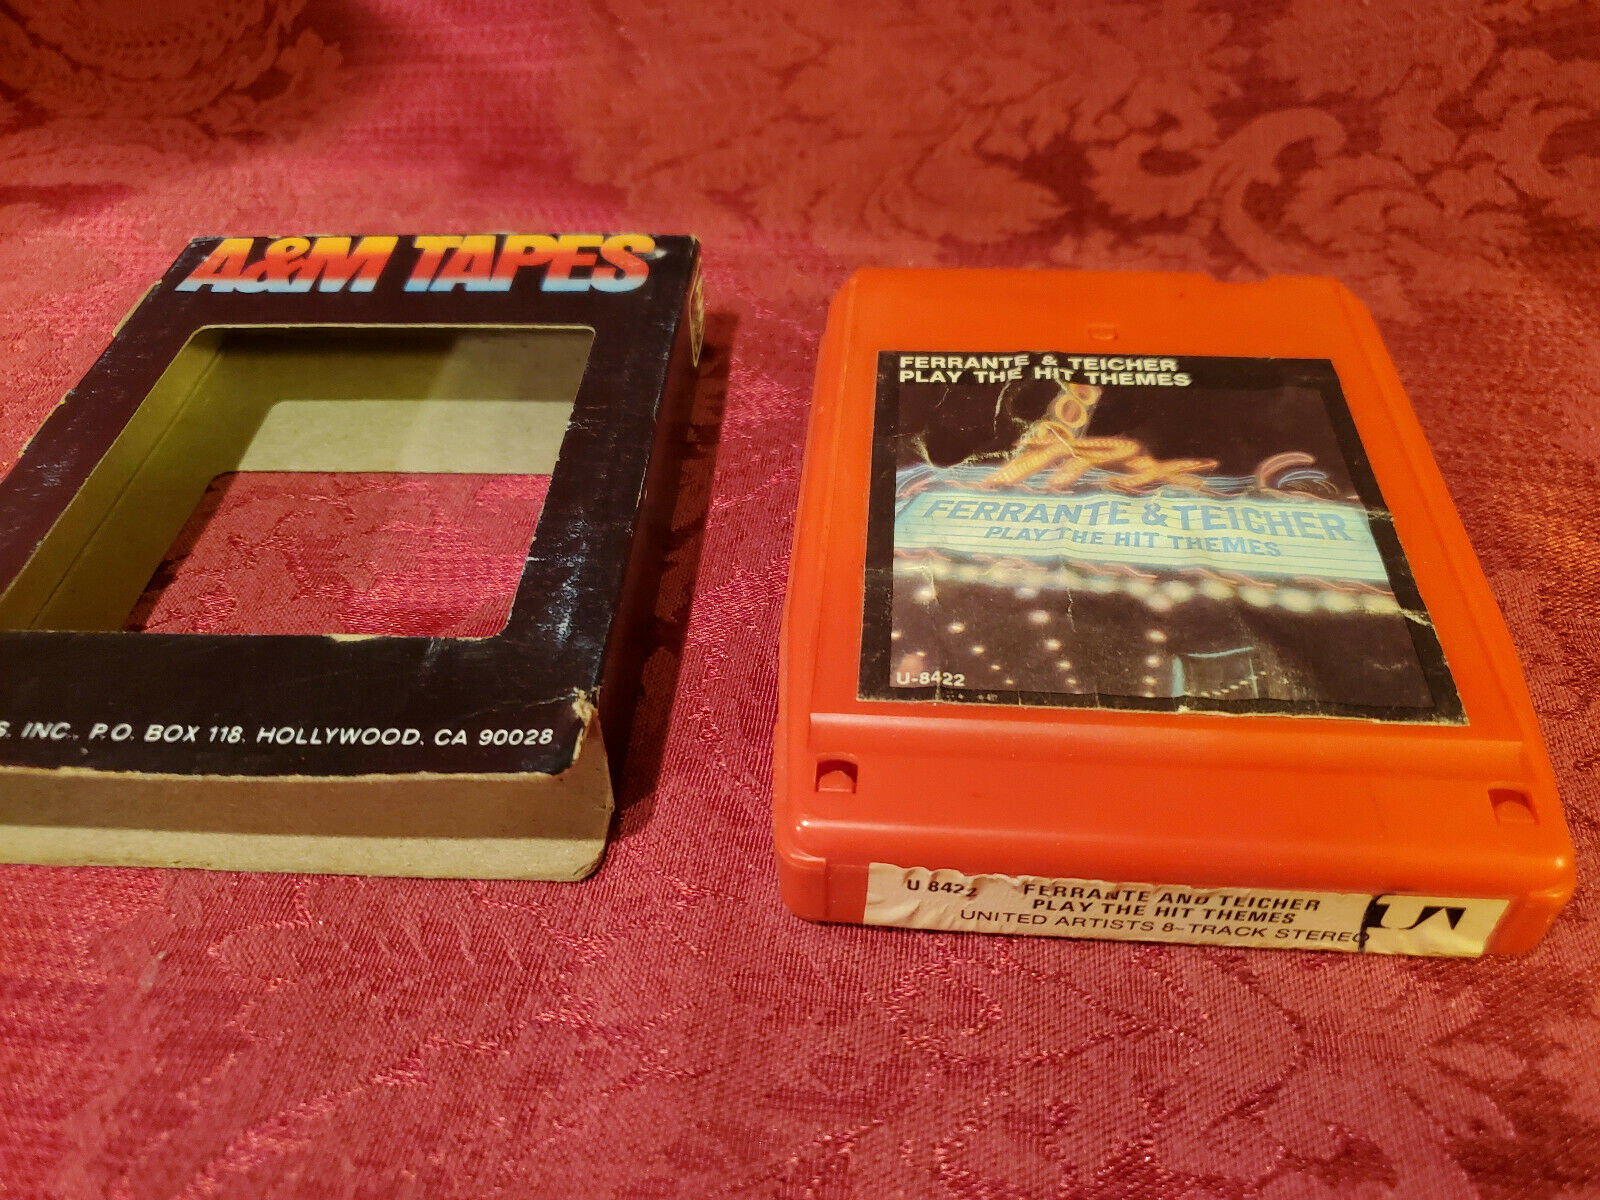 A&M TAPES
S. INC., P.O. BOX 118, HOLLYWOOD, CA 90028
FERRANTE & TEICHER
PLAY THE HIT THEMES
FERRANTE & TEICHER
PLAY THE HIT THEMES
U-8422
U 8422 FERRANTE AND TEICHER
PLAY THE HIT THEMES
UNITED ARTISTS 8-TRACK STEREO
UA